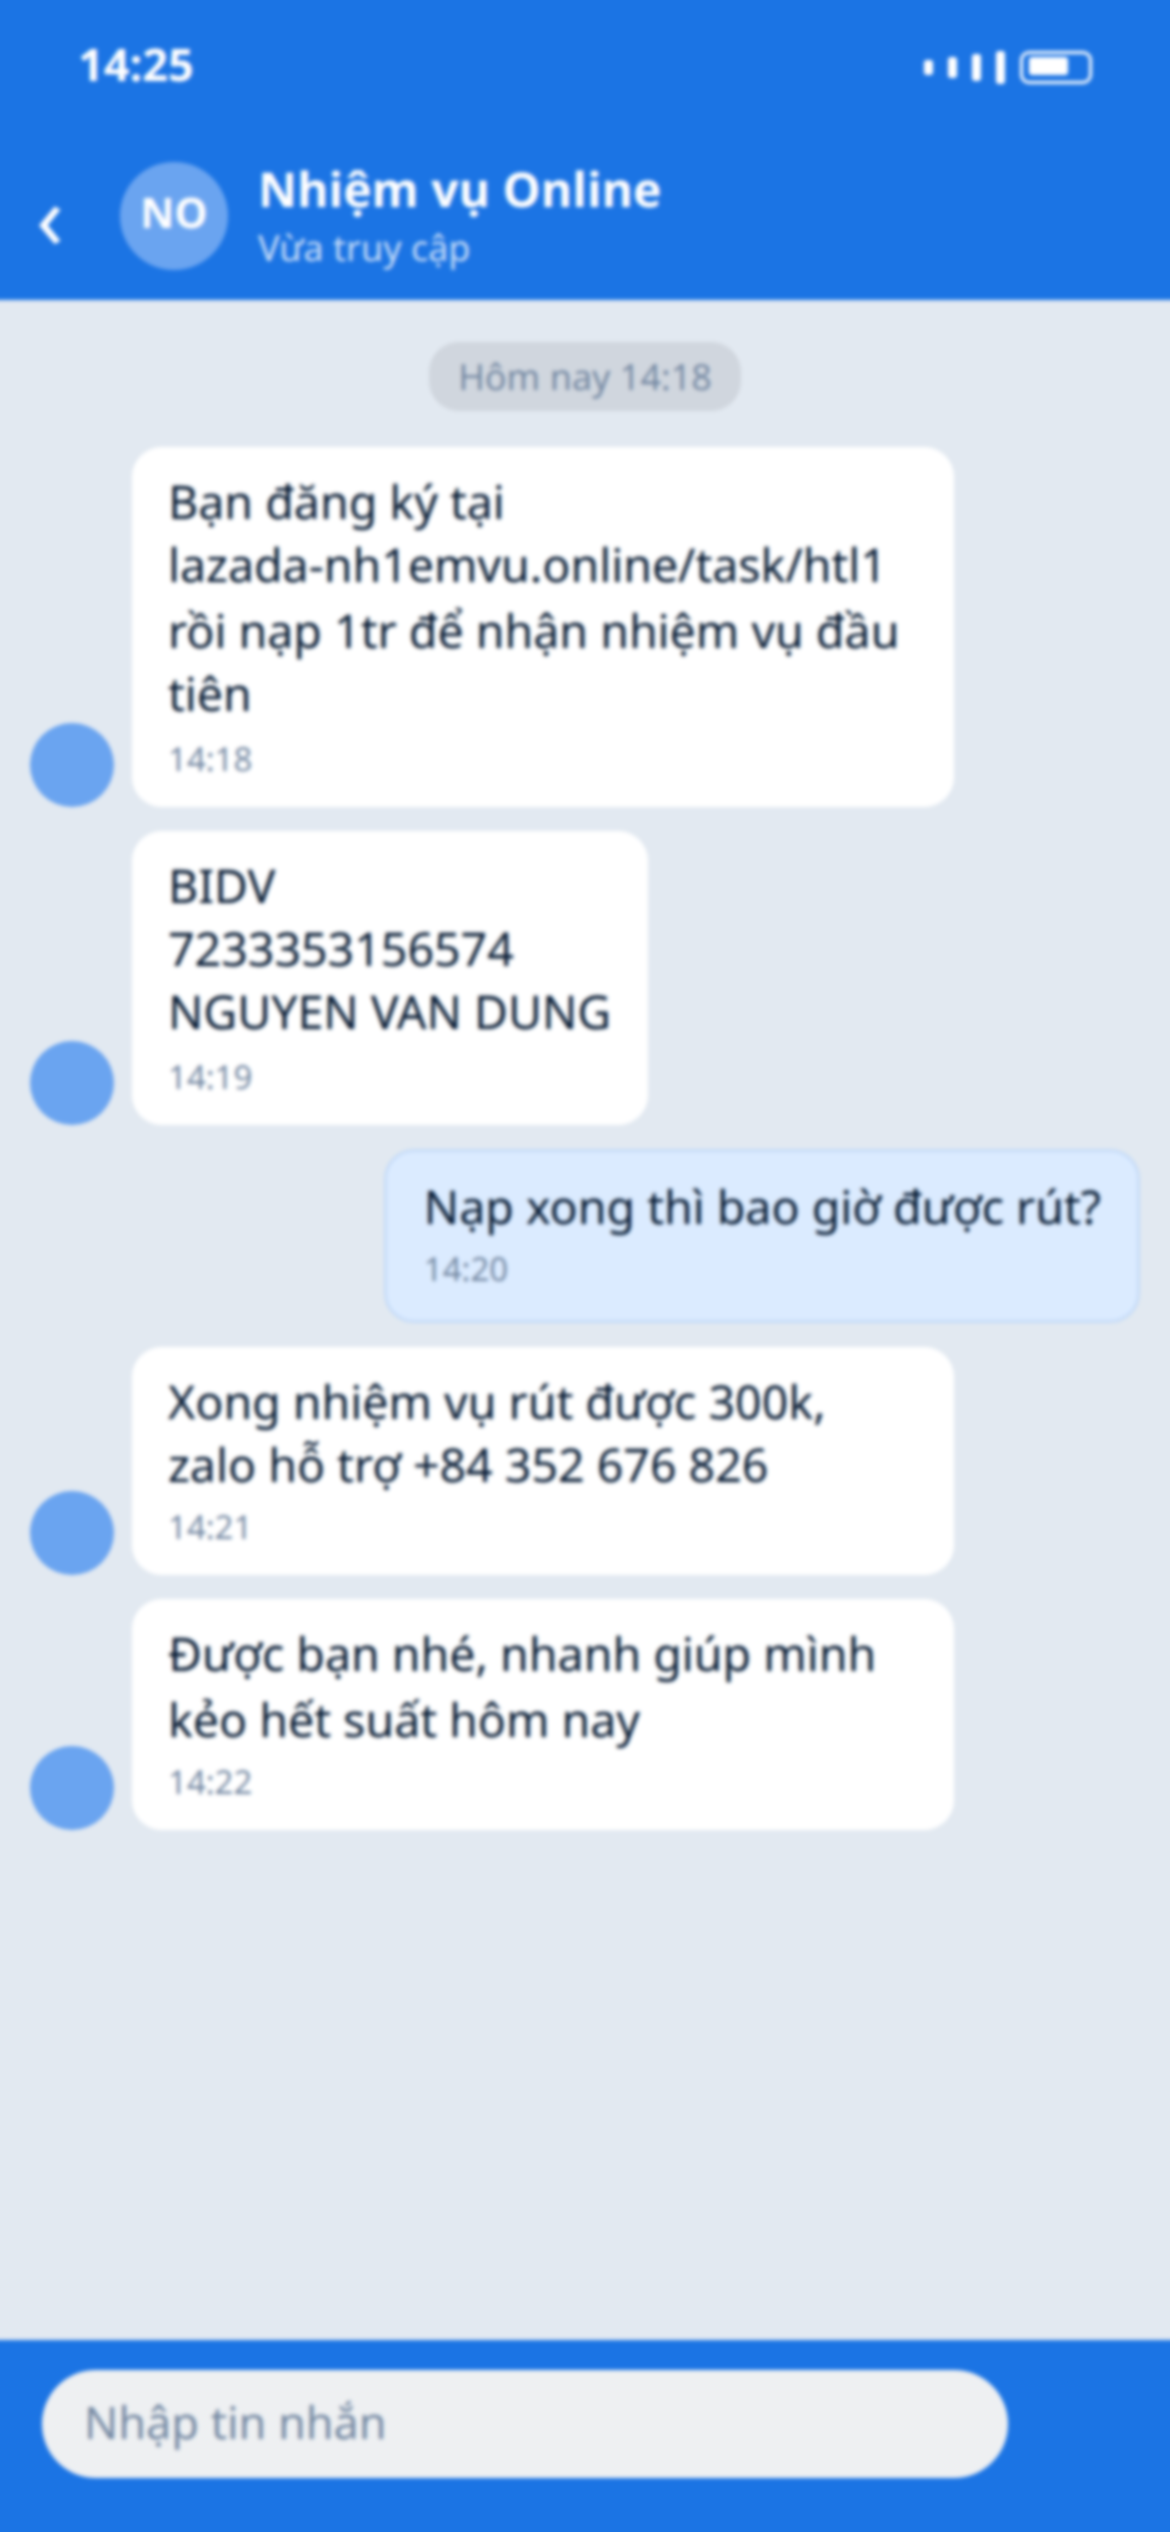 14:25
NO
Nhiệm vụ Online
Vừa truy cập
Hôm nay 14:18
Bạn đăng ký tại
lazada-nh1emvu.online/task/htl1
rồi nạp 1tr để nhận nhiệm vụ đầu
tiên
14:18
BIDV
7233353156574
NGUYEN VAN DUNG
14:19
Nạp xong thì bao giờ được rút?
14:20
Xong nhiệm vụ rút được 300k,
zalo hỗ trợ +84 352 676 826
14:21
Được bạn nhé, nhanh giúp mình
kẻo hết suất hôm nay
14:22
Nhập tin nhắn